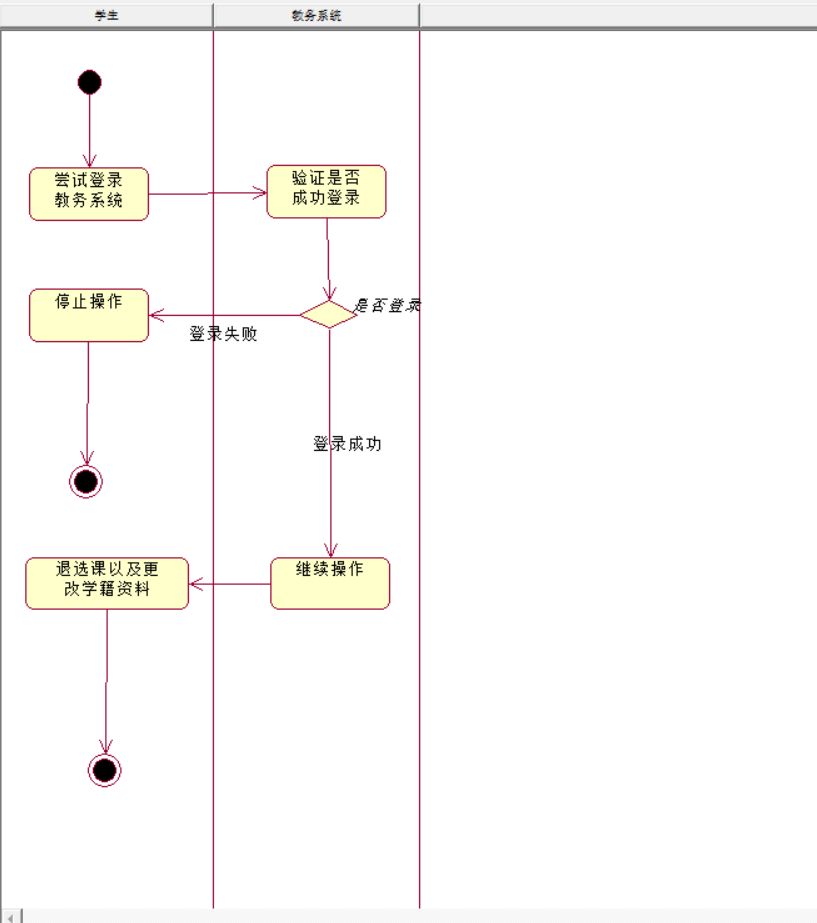 学生
教务系统
尝试登录
教务系统
验证是否
成功登录
停止操作
是否登录
登录失败
登录成功
退选课以及更
改学籍资料
继续操作